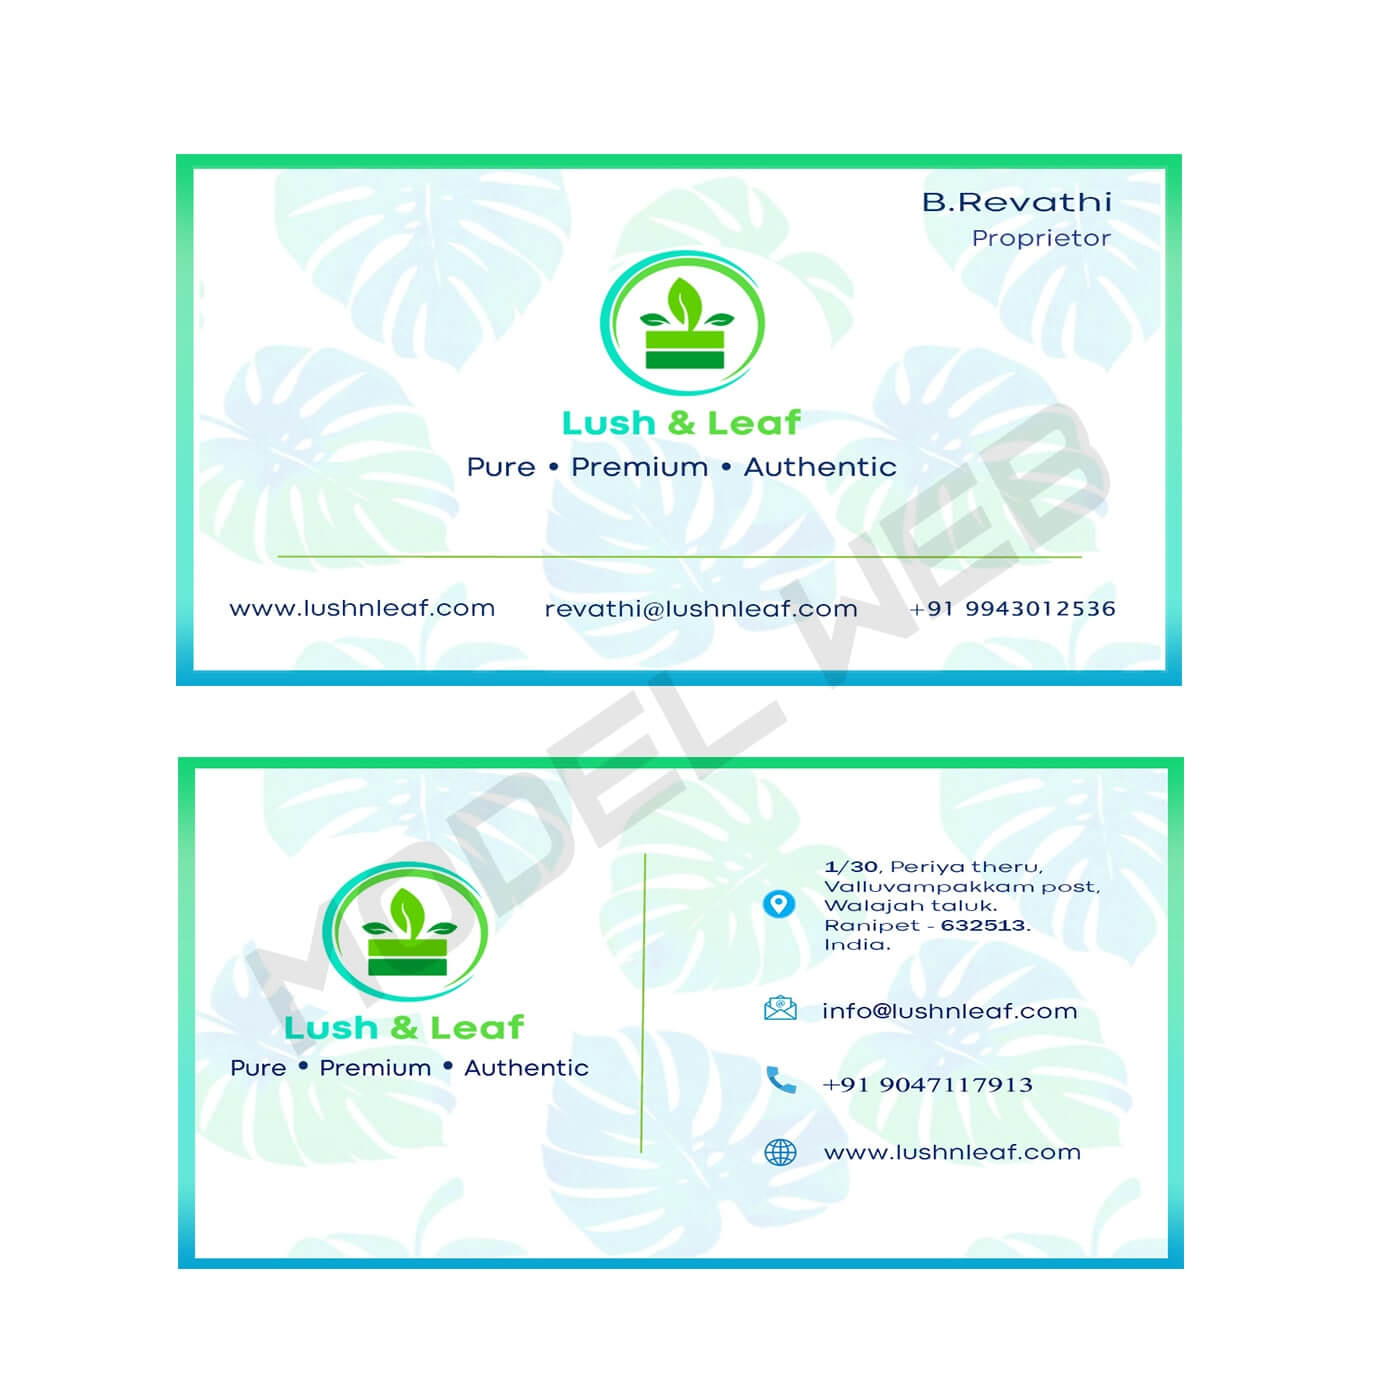 B.Revathi
Proprietor
Lush & Leaf
Pure • Premium • Authentic
www.lushnleaf.com revathi@lushnleaf.com +91 9943012536
MODEL WEB
Lush & Leaf
Pure • Premium • Authentic
1/30, Periya theru,
Valluvampakkam post,
Walajah taluk.
Ranipet - 632513.
India.
info@lushnleaf.com
+91 9047117913
www.lushnleaf.com